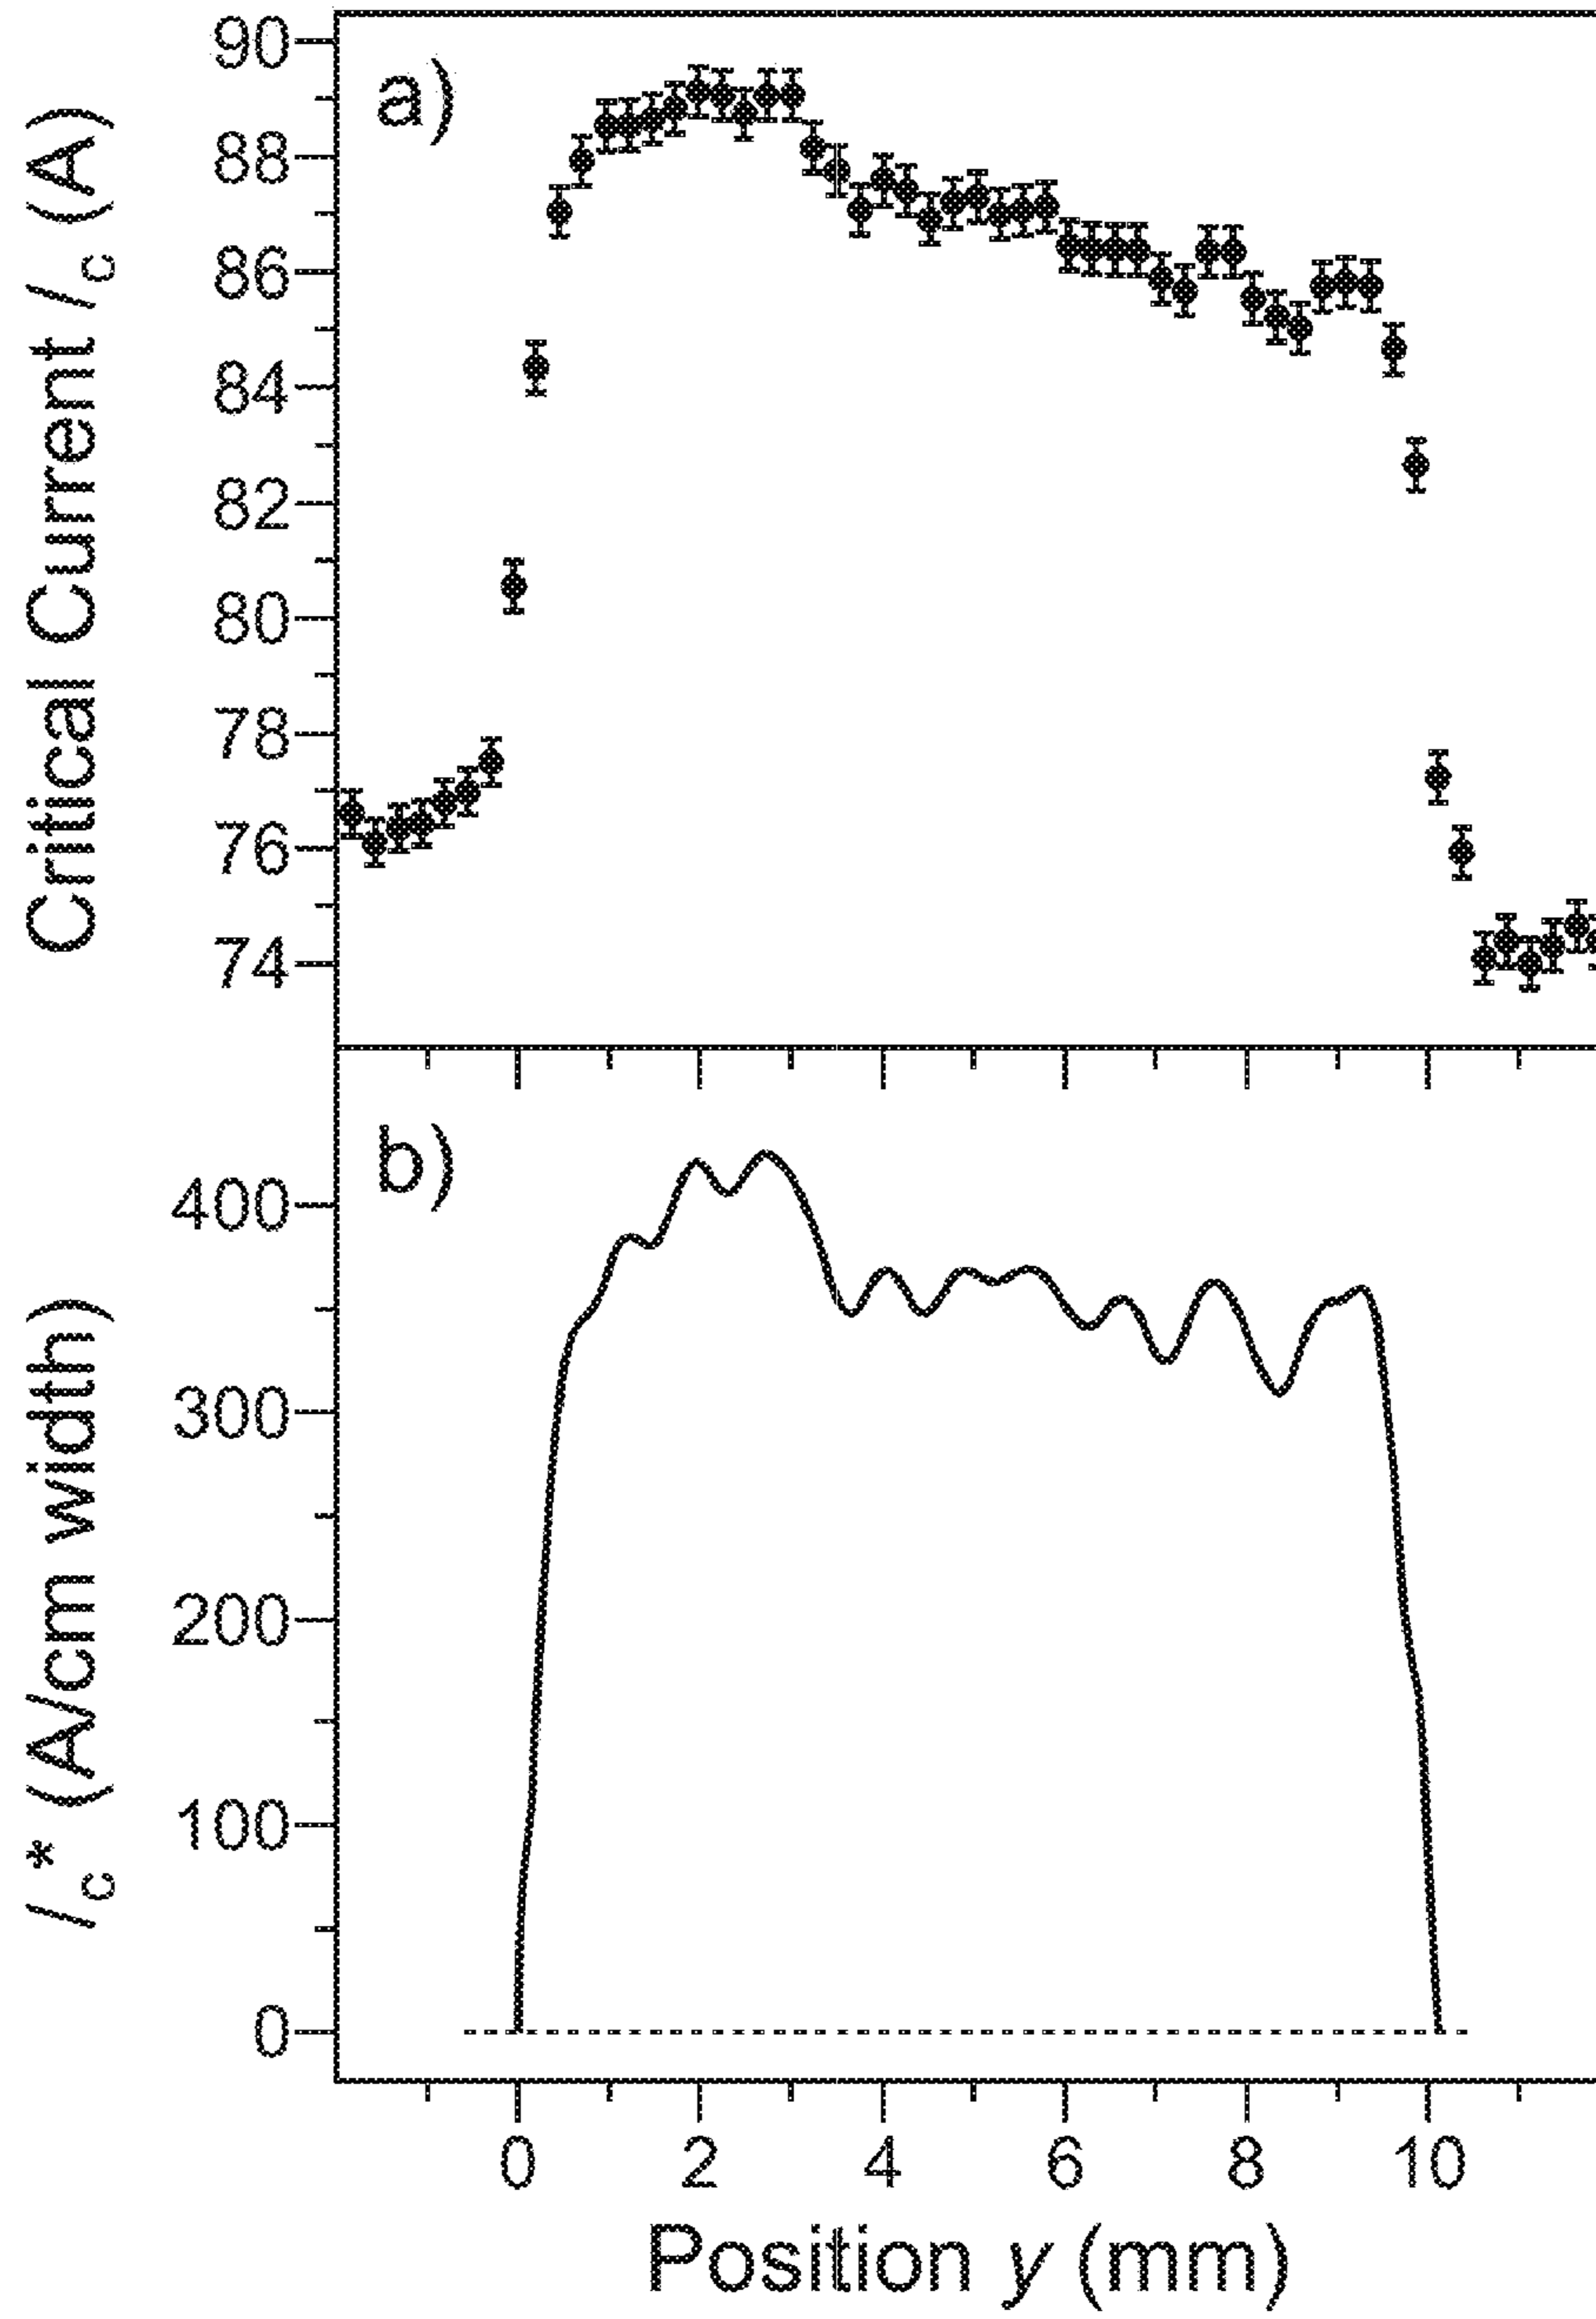 a)
Critical Current Ic (A)
90
88
86
84
82
80
78
76
74
b)
Ic* (A/cm width)
400
300
200
100
0
0 2 4 6 8 10
Position y (mm)